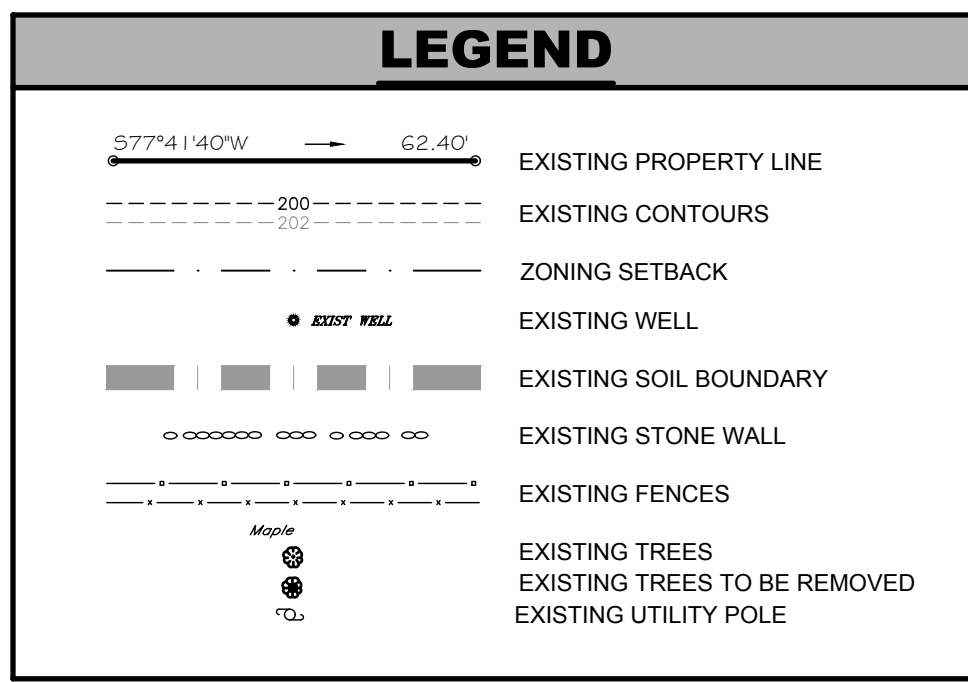 LEGEND
S77°41'40"W 62.40'
EXISTING PROPERTY LINE
200
202
EXISTING CONTOURS
ZONING SETBACK
EXIST WELL
EXISTING WELL
EXISTING SOIL BOUNDARY
EXISTING STONE WALL
EXISTING FENCES
Maple
EXISTING TREES
EXISTING TREES TO BE REMOVED
EXISTING UTILITY POLE